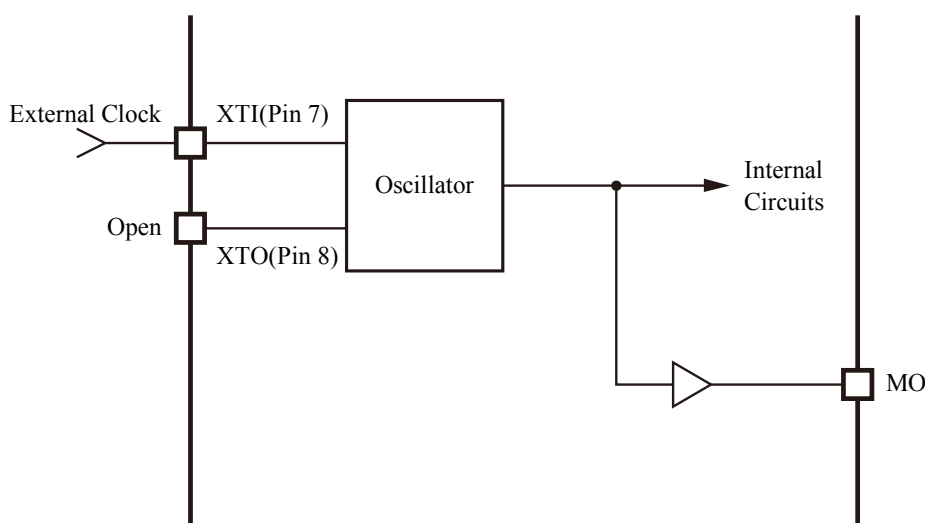 External Clock
XTI(Pin 7)
Oscillator
Internal
Circuits
Open
XTO(Pin 8)
MO